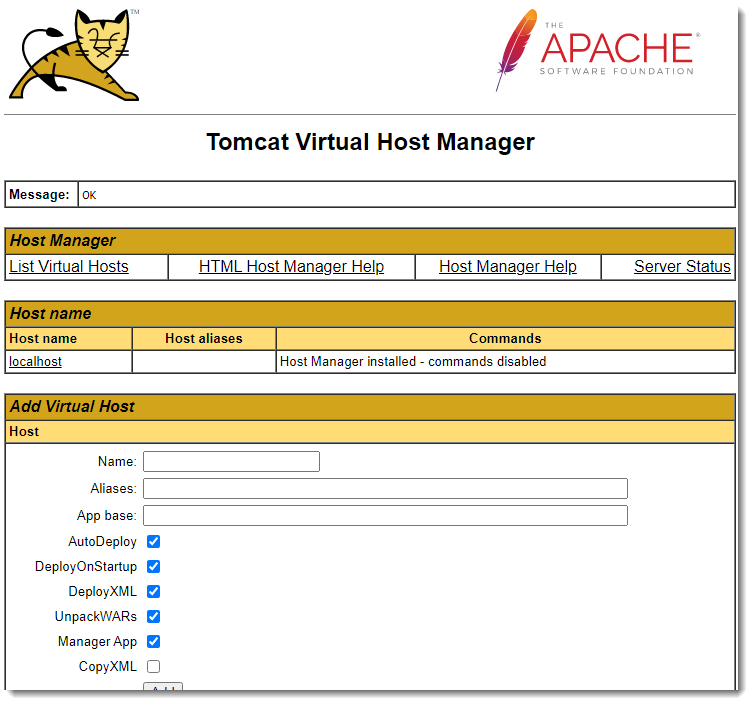 TM
THE
APACHE®
SOFTWARE FOUNDATION
Tomcat Virtual Host Manager
Message: OK
Host Manager
List Virtual Hosts HTML Host Manager Help Host Manager Help Server Status
Host name
Host name Host aliases Commands
localhost Host Manager installed - commands disabled
Add Virtual Host
Host
Name:
Aliases:
App base:
AutoDeploy
DeployOnStartup
DeployXML
UnpackWARs
Manager App
CopyXML